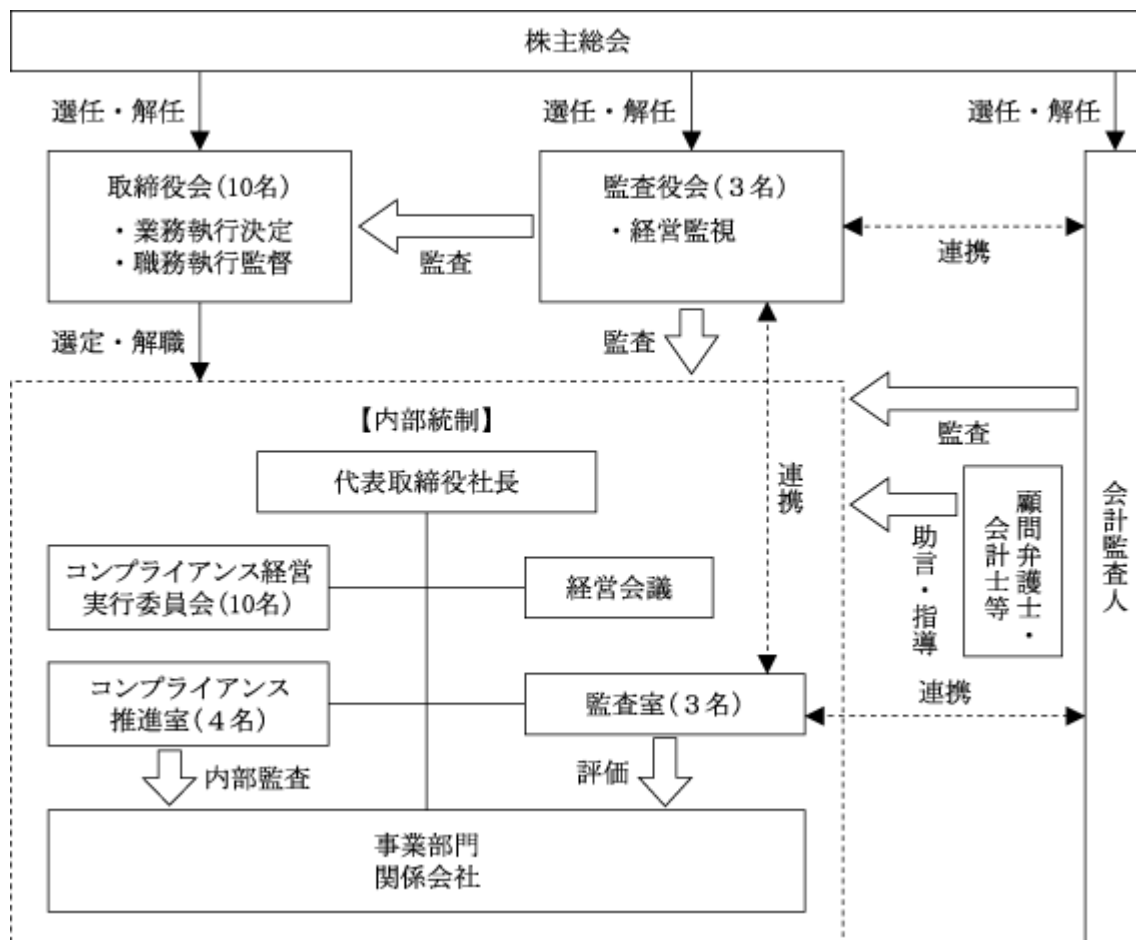 株主総会
選任・解任
選任・解任
選任・解任
取締役会(10名)
・業務執行決定
・職務執行監督
監査
監査役会(３名)
・経営監視
連携
選定・解職
監査
監査
【内部統制】
代表取締役社長
連携
助言・指導
顧問弁護士・
会計士等
会計監査人
コンプライアンス経営
実行委員会(10名)
経営会議
コンプライアンス
推進室(４名)
監査室(３名)
連携
内部監査
評価
事業部門
関係会社